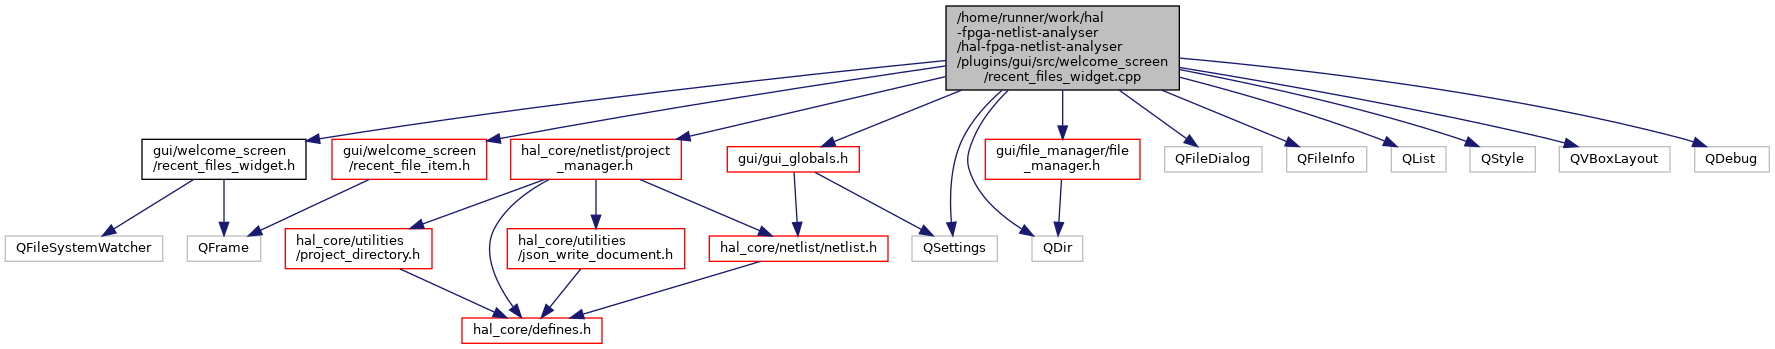 /home/runner/work/hal
-fpga-netlist-analyser
/hal-fpga-netlist-analyser
/plugins/gui/src/welcome_screen
/recent_files_widget.cpp
gui/welcome_screen
/recent_files_widget.h
gui/welcome_screen
/recent_file_item.h
hal_core/netlist/project
_manager.h
gui/gui_globals.h
gui/file_manager/file
_manager.h
QFileDialog
QFileInfo
QList
QStyle
QVBoxLayout
QDebug
QFileSystemWatcher
QFrame
hal_core/utilities
/project_directory.h
hal_core/utilities
/json_write_document.h
hal_core/netlist/netlist.h
QSettings
QDir
hal_core/defines.h